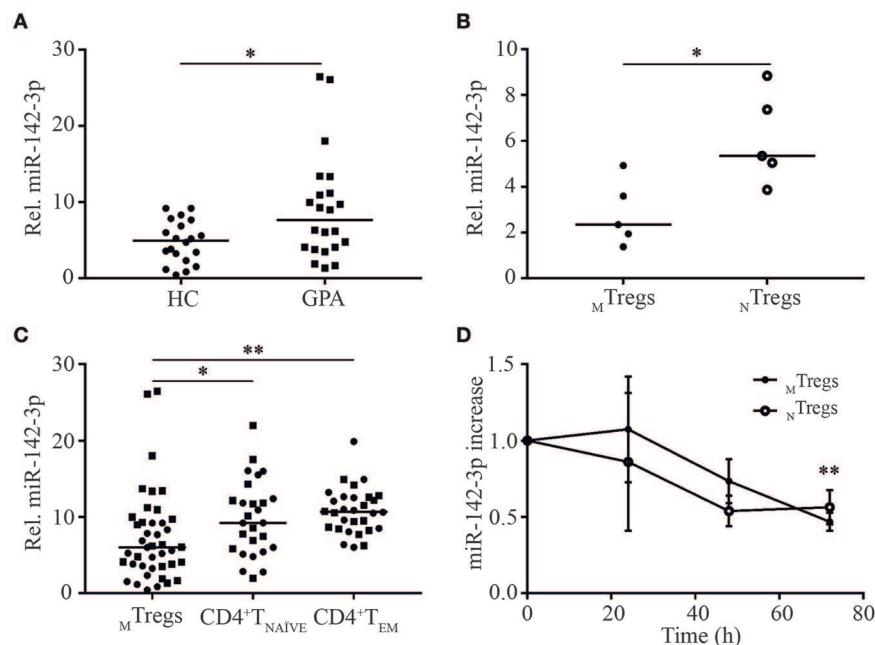 A
Rel. miR-142-3p
30
20
10
0
*
HC
GPA
B
Rel. miR-142-3p
10
8
6
4
2
0
*
MTregs
NTregs
C
Rel. miR-142-3p
30
20
10
0
**
*
MTregs
CD4+TNAÏVE
CD4+TEM
D
miR-142-3p increase
1.5
1.0
0.5
0.0
MTregs
NTregs
**
0
20
40
60
80
Time (h)